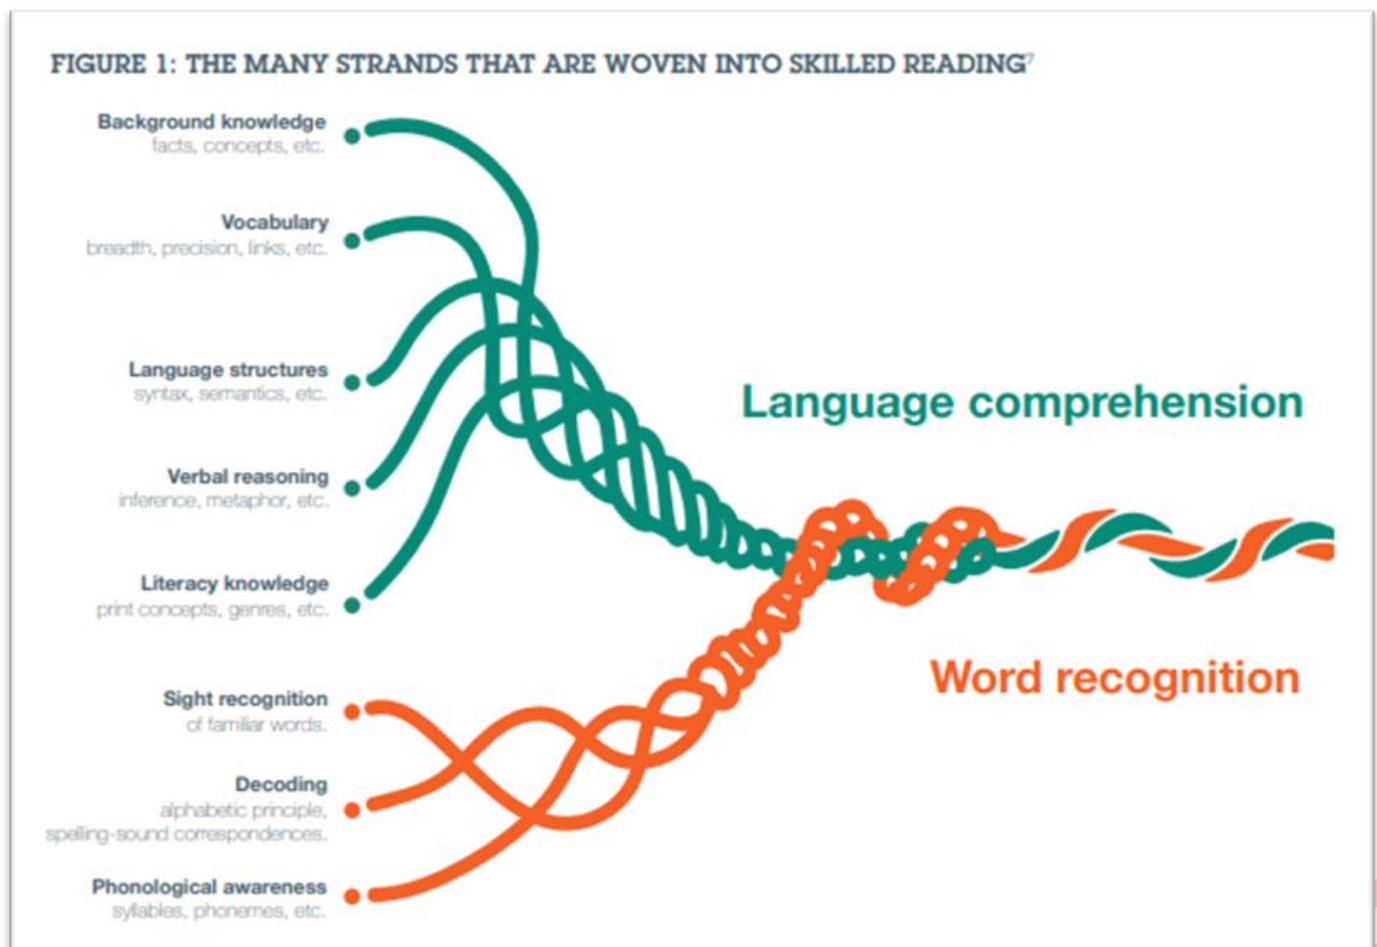 FIGURE 1: THE MANY STRANDS THAT ARE WOVEN INTO SKILLED READING⁷
Background knowledge
facts, concepts, etc.
Vocabulary
breadth, precision, links, etc.
Language structures
syntax, semantics, etc.
Verbal reasoning
inference, metaphor, etc.
Literacy knowledge
print concepts, genres, etc.
Language comprehension
Sight recognition
of familiar words.
Decoding
alphabetic principle,
spelling-sound correspondences.
Phonological awareness
syllables, phonemes, etc.
Word recognition